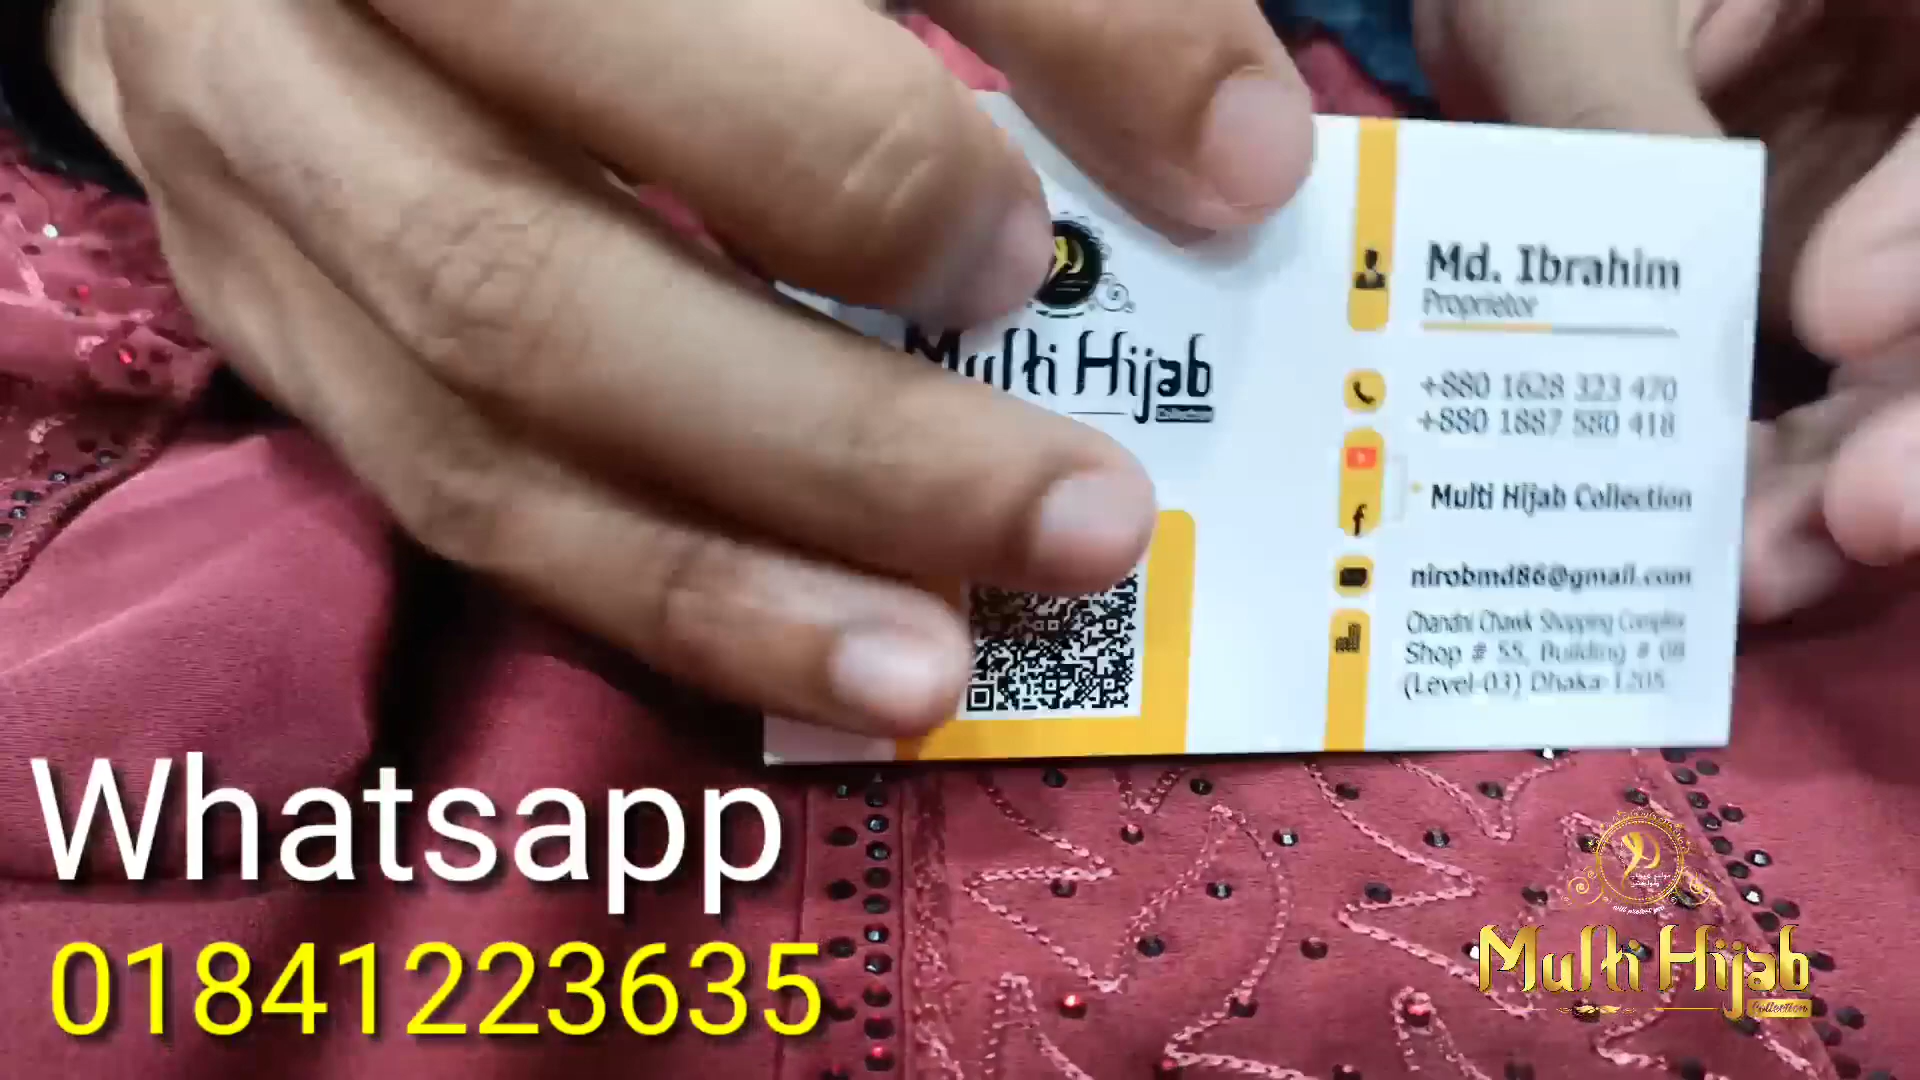 Multi Hijab
Collection
Md. Ibrahim
Proprietor
+880 1628 323 470
+880 1887 580 418
Multi Hijab Collection
nirobmd86@gmail.com
Chandni Chawk Shopping Complex
Shop # 55, Building # 08
(Level-03) Dhaka-1205
Whatsapp
01841223635
Multi Hijab
Collection